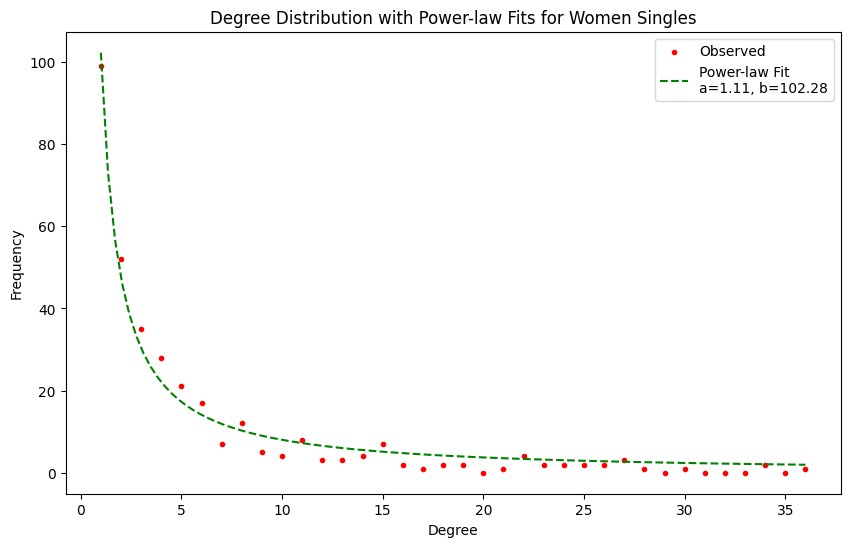 Degree Distribution with Power-law Fits for Women Singles
Observed
Power-law Fit
a=1.11, b=102.28
Frequency
100
80
60
40
20
0
0 5 10 15 20 25 30 35
Degree